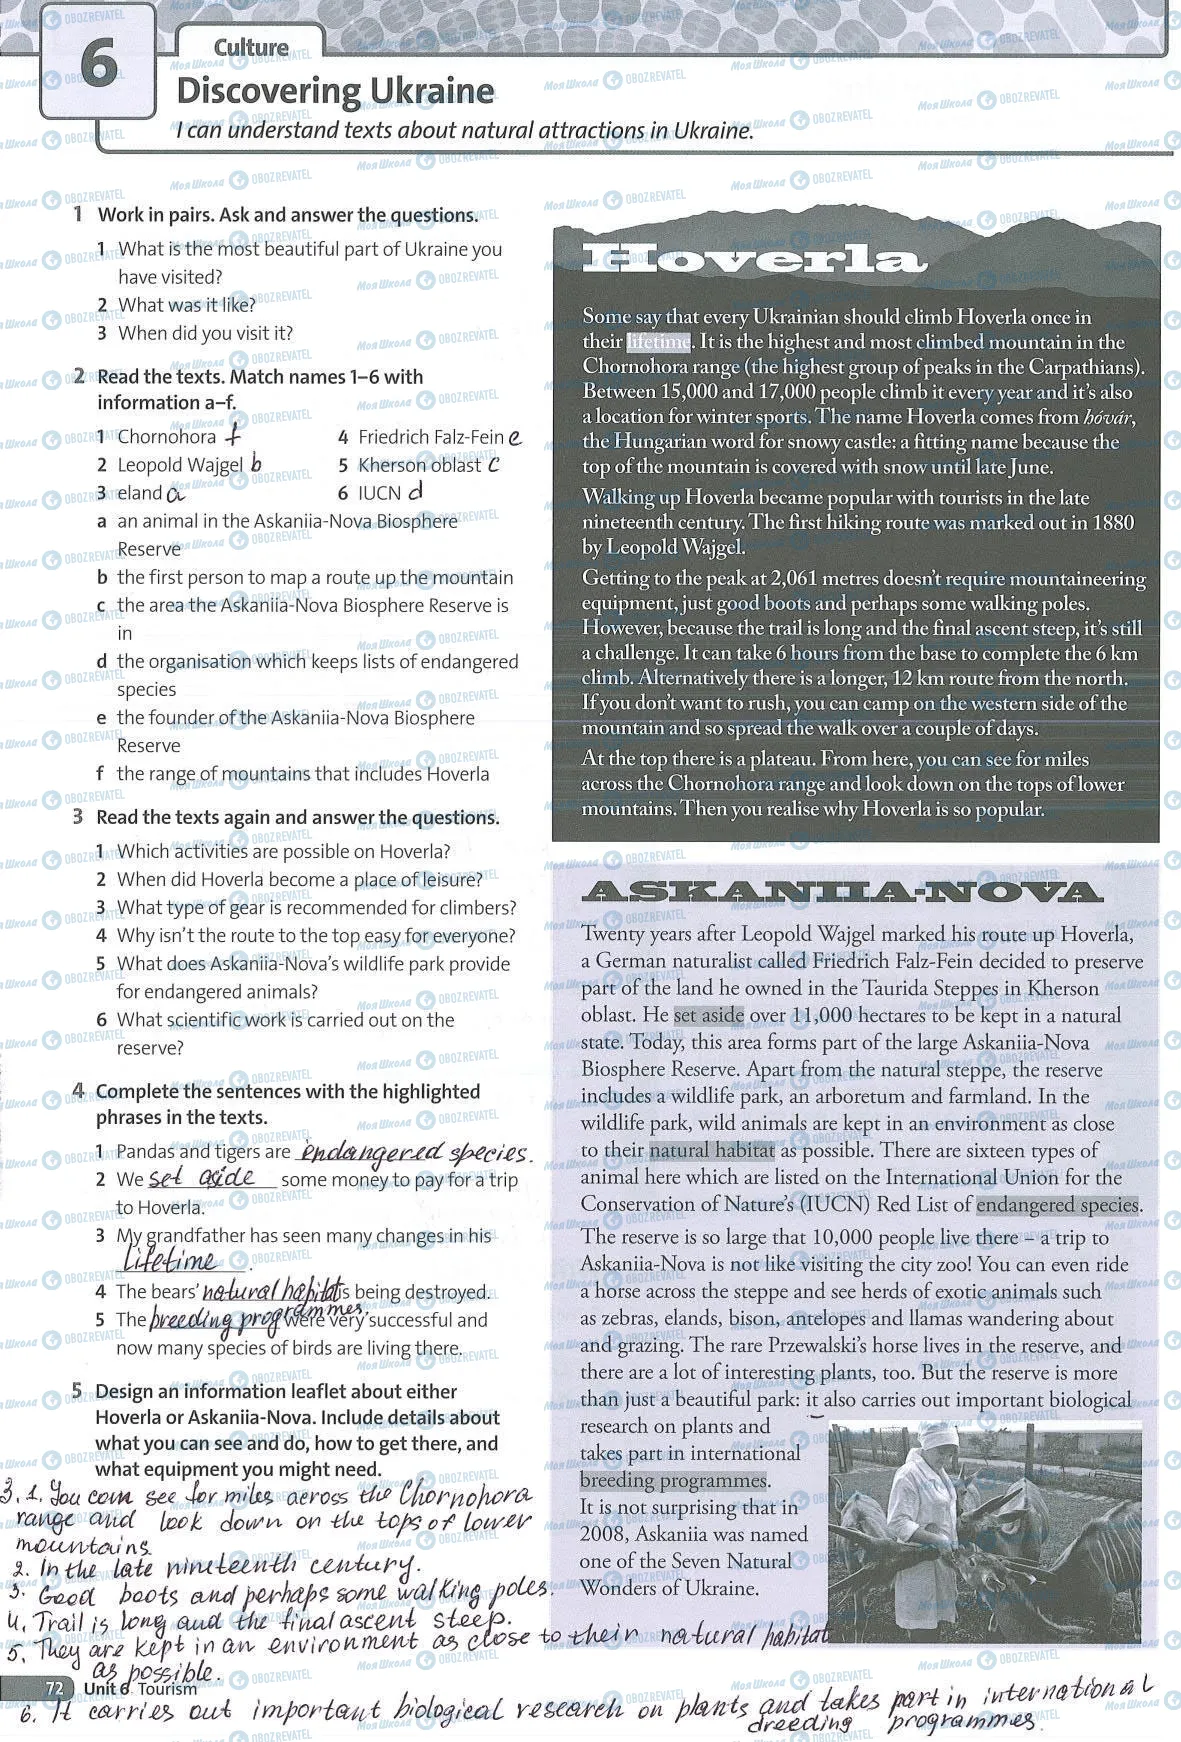 6
Culture
Discovering Ukraine
I can understand texts about natural attractions in Ukraine.
1 Work in pairs. Ask and answer the questions.
1 What is the most beautiful part of Ukraine you
have visited?
2 What was it like?
3 When did you visit it?
2 Read the texts. Match names 1–6 with
information a–f.
1 Chornohora f
2 Leopold Wajgel b
3 eland a
4 Friedrich Falz-Fein e
5 Kherson oblast c
6 IUCN d
a an animal in the Askaniia-Nova Biosphere
Reserve
b the first person to map a route up the mountain
c the area the Askaniia-Nova Biosphere Reserve is
in
d the organisation which keeps lists of endangered
species
e the founder of the Askaniia-Nova Biosphere
Reserve
f the range of mountains that includes Hoverla
3 Read the texts again and answer the questions.
1 Which activities are possible on Hoverla?
2 When did Hoverla become a place of leisure?
3 What type of gear is recommended for climbers?
4 Why isn't the route to the top easy for everyone?
5 What does Askaniia-Nova's wildlife park provide
for endangered animals?
6 What scientific work is carried out on the
reserve?
4 Complete the sentences with the highlighted
phrases in the texts.
1 Pandas and tigers are endangered species.
2 We set aside some money to pay for a trip
to Hoverla.
3 My grandfather has seen many changes in his
lifetime.
4 The bears' natural habitat is being destroyed.
5 The breeding programmes were very successful and
now many species of birds are living there.
5 Design an information leaflet about either
Hoverla or Askaniia-Nova. Include details about
what you can see and do, how to get there, and
what equipment you might need.
Hoverla
Some say that every Ukrainian should climb Hoverla once in
their lifetime. It is the highest and most climbed mountain in the
Chornohora range (the highest group of peaks in the Carpathians).
Between 15,000 and 17,000 people climb it every year and it's also
a location for winter sports. The name Hoverla comes from hóvár,
the Hungarian word for snowy castle: a fitting name because the
top of the mountain is covered with snow until late June.
Walking up Hoverla became popular with tourists in the late
nineteenth century. The first hiking route was marked out in 1880
by Leopold Wajgel.
Getting to the peak at 2,061 metres doesn't require mountaineering
equipment, just good boots and perhaps some walking poles.
However, because the trail is long and the final ascent steep, it's still
a challenge. It can take 6 hours from the base to complete the 6 km
climb. Alternatively there is a longer, 12 km route from the north.
If you don't want to rush, you can camp on the western side of the
mountain and so spread the walk over a couple of days.
At the top there is a plateau. From here, you can see for miles
across the Chornohora range and look down on the tops of lower
mountains. Then you realise why Hoverla is so popular.
ASKANIIA-NOVA
Twenty years after Leopold Wajgel marked his route up Hoverla,
a German naturalist called Friedrich Falz-Fein decided to preserve
part of the land he owned in the Taurida Steppes in Kherson
oblast. He set aside over 11,000 hectares to be kept in a natural
state. Today, this area forms part of the large Askaniia-Nova
Biosphere Reserve. Apart from the natural steppe, the reserve
includes a wildlife park, an arboretum and farmland. In the
wildlife park, wild animals are kept in an environment as close
to their natural habitat as possible. There are sixteen types of
animal here which are listed on the International Union for the
Conservation of Nature's (IUCN) Red List of endangered species.
The reserve is so large that 10,000 people live there – a trip to
Askaniia-Nova is not like visiting the city zoo! You can even ride
a horse across the steppe and see herds of exotic animals such
as zebras, elands, bison, antelopes and llamas wandering about
and grazing. The rare Przewalski's horse lives in the reserve, and
there are a lot of interesting plants, too. But the reserve is more
than just a beautiful park: it also carries out important biological
research on plants and
takes part in international
breeding programmes.
It is not surprising that in
2008, Askaniia was named
one of the Seven Natural
Wonders of Ukraine.
3. 1. You com see for miles across the Chornohora
range and look down on the tops of lower
mountains.
2. In the late nineteenth century.
3. Good boots and perhaps some walking poles.
4. Trail is long and the final ascent steep.
5. They are kept in an environment as close to their natural habitat
as possible.
72 Unit 6 Tourism
6. It carries out important biological research on plants and takes part in international
dreeding programmes.
МояШкола OBOZREVATEL